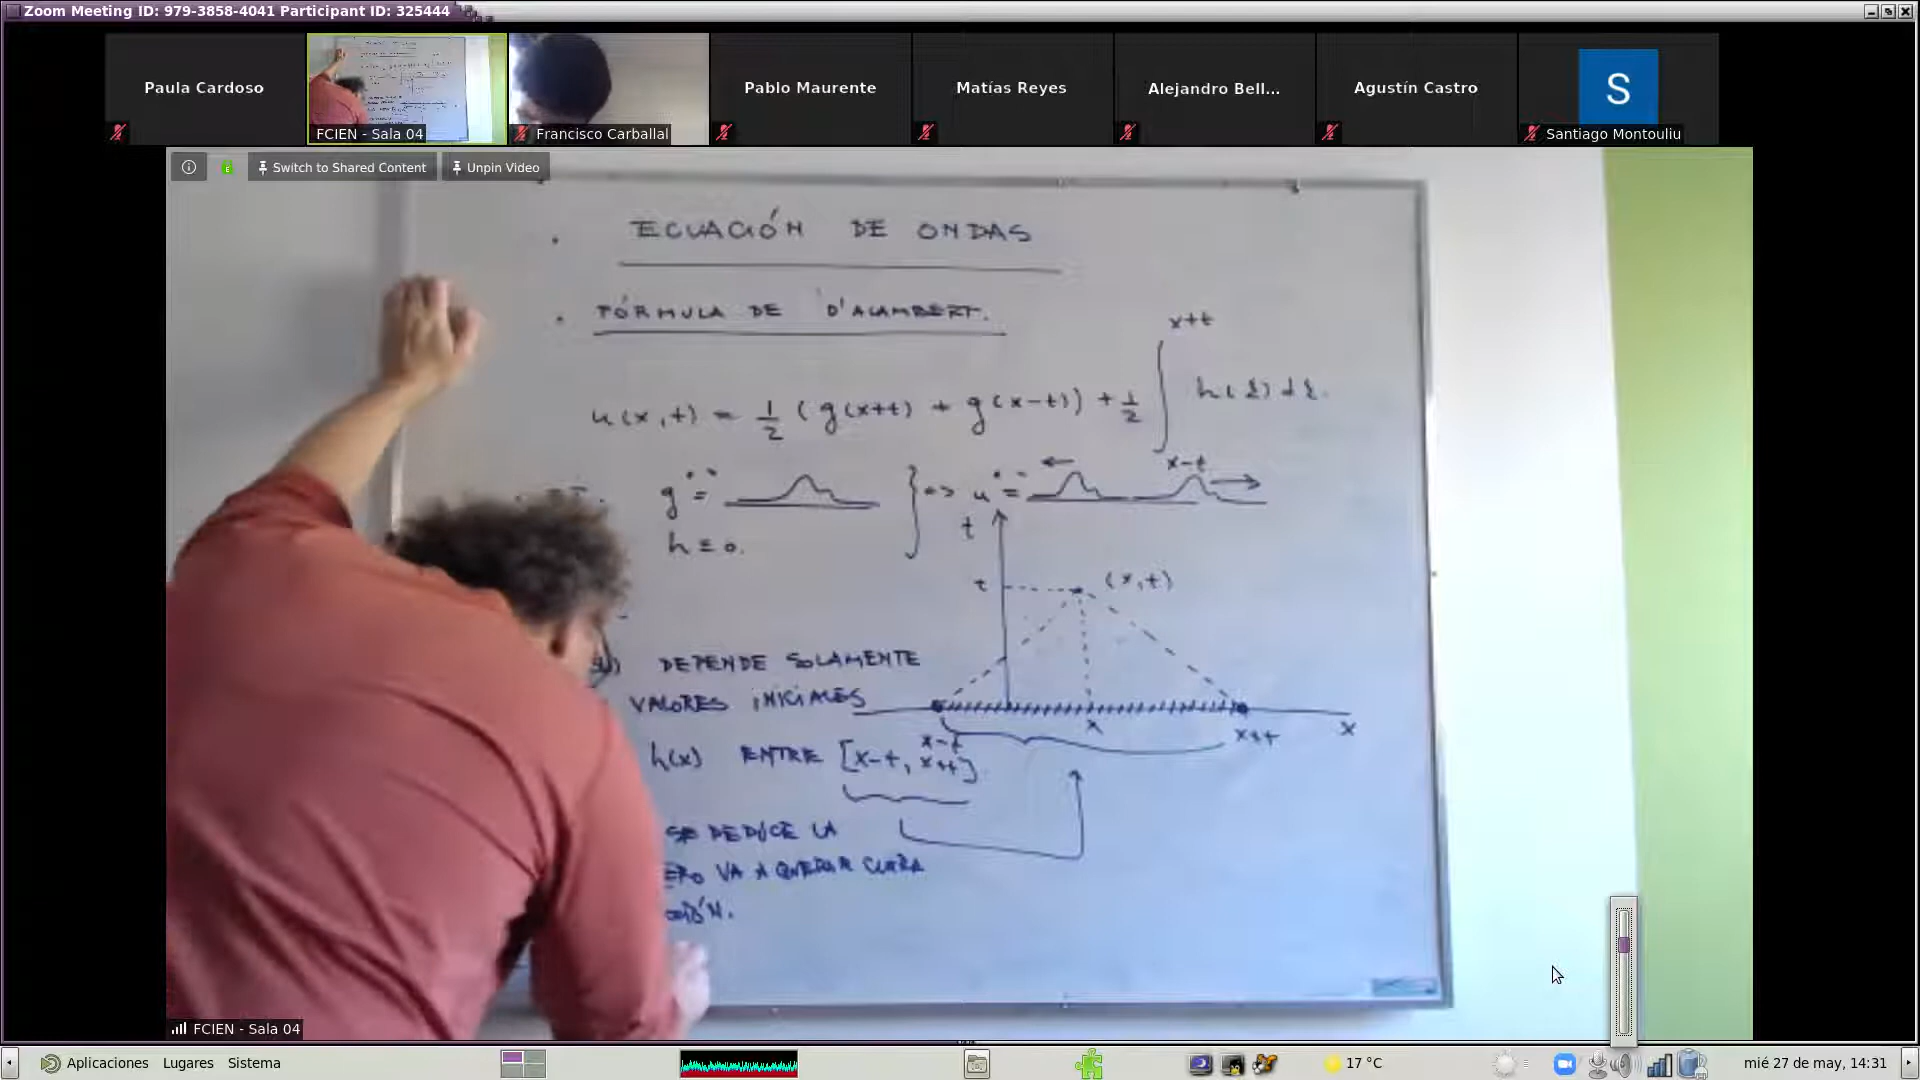 Zoom Meeting ID: 979-3858-4041 Participant ID: 325444
Paula Cardoso
FCIEN - Sala 04
Francisco Carballal
Pablo Maurente
Matías Reyes
Alejandro Bell...
Agustín Castro
S
Santiago Montouliu
Switch to Shared Content
Unpin Video
ECUACIÓN DE ONDAS
FÓRMULA DE D'ALAMBERT.
x+t
u(x,t) = 1/2 (g(x+t) + g(x-t)) + 1/2 ∫ h(ξ) dξ.
x-t
g "="
} => u "="
h ≡ 0.
t
t (x,t)
DEPENDE SOLAMENTE
VALORES INICIALES
x
x-t x+t x
h(x) ENTRE [x-t, x+t]
SE DEDUCE LA
ERO VA A QUEDAR CLARA
FCIEN - Sala 04
Aplicaciones Lugares Sistema
17 °C
mié 27 de may, 14:31